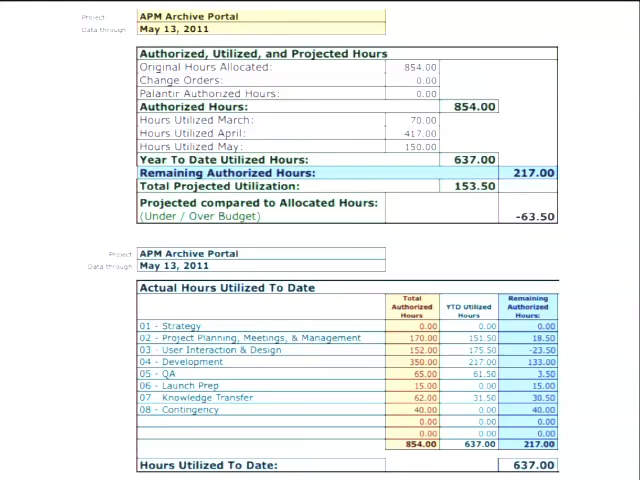 Project: APM Archive Portal
Data through: May 13, 2011
Authorized, Utilized, and Projected Hours
Original Hours Allocated: 854.00
Change Orders: 0.00
Palantir Authorized Hours: 0.00
Authorized Hours: 854.00
Hours Utilized March: 70.00
Hours Utilized April: 417.00
Hours Utilized May: 150.00
Year To Date Utilized Hours: 637.00
Remaining Authorized Hours: 217.00
Total Projected Utilization: 153.50
Projected compared to Allocated Hours:
(Under / Over Budget) -63.50
Project: APM Archive Portal
Data through: May 13, 2011
Actual Hours Utilized To Date
Total Authorized Hours YTD Utilized Hours Remaining Authorized Hours:
01 - Strategy 0.00 0.00 0.00
02 - Project Planning, Meetings, & Management 170.00 151.50 18.50
03 - User Interaction & Design 152.00 175.50 -23.50
04 - Development 350.00 217.00 133.00
05 - QA 65.00 61.50 3.50
06 - Launch Prep 15.00 0.00 15.00
07 Knowledge Transfer 62.00 31.50 30.50
08 - Contingency 40.00 0.00 40.00
0.00 0.00 0.00
0.00 0.00 0.00
854.00 637.00 217.00
Hours Utilized To Date: 637.00